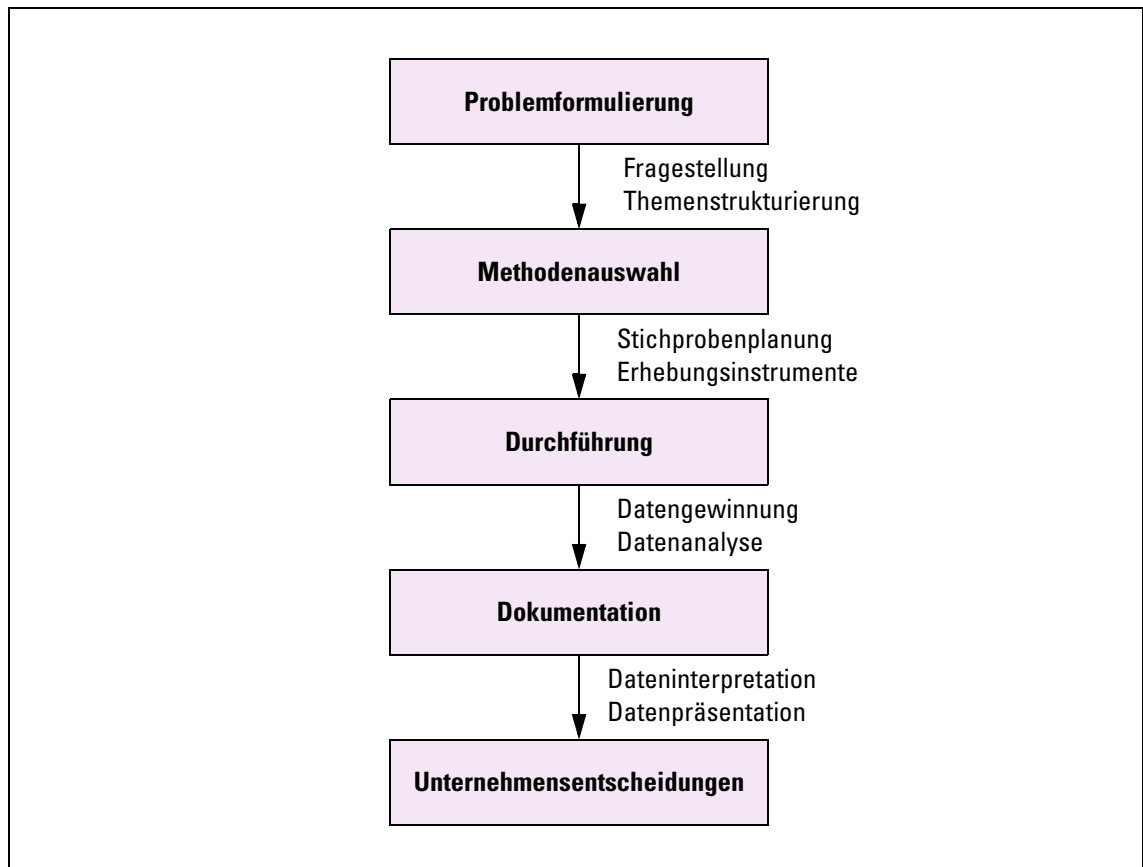 Problemformulierung
Fragestellung
Themenstrukturierung
Methodenauswahl
Stichprobenplanung
Erhebungsinstrumente
Durchführung
Datengewinnung
Datenanalyse
Dokumentation
Dateninterpretation
Datenpräsentation
Unternehmensentscheidungen